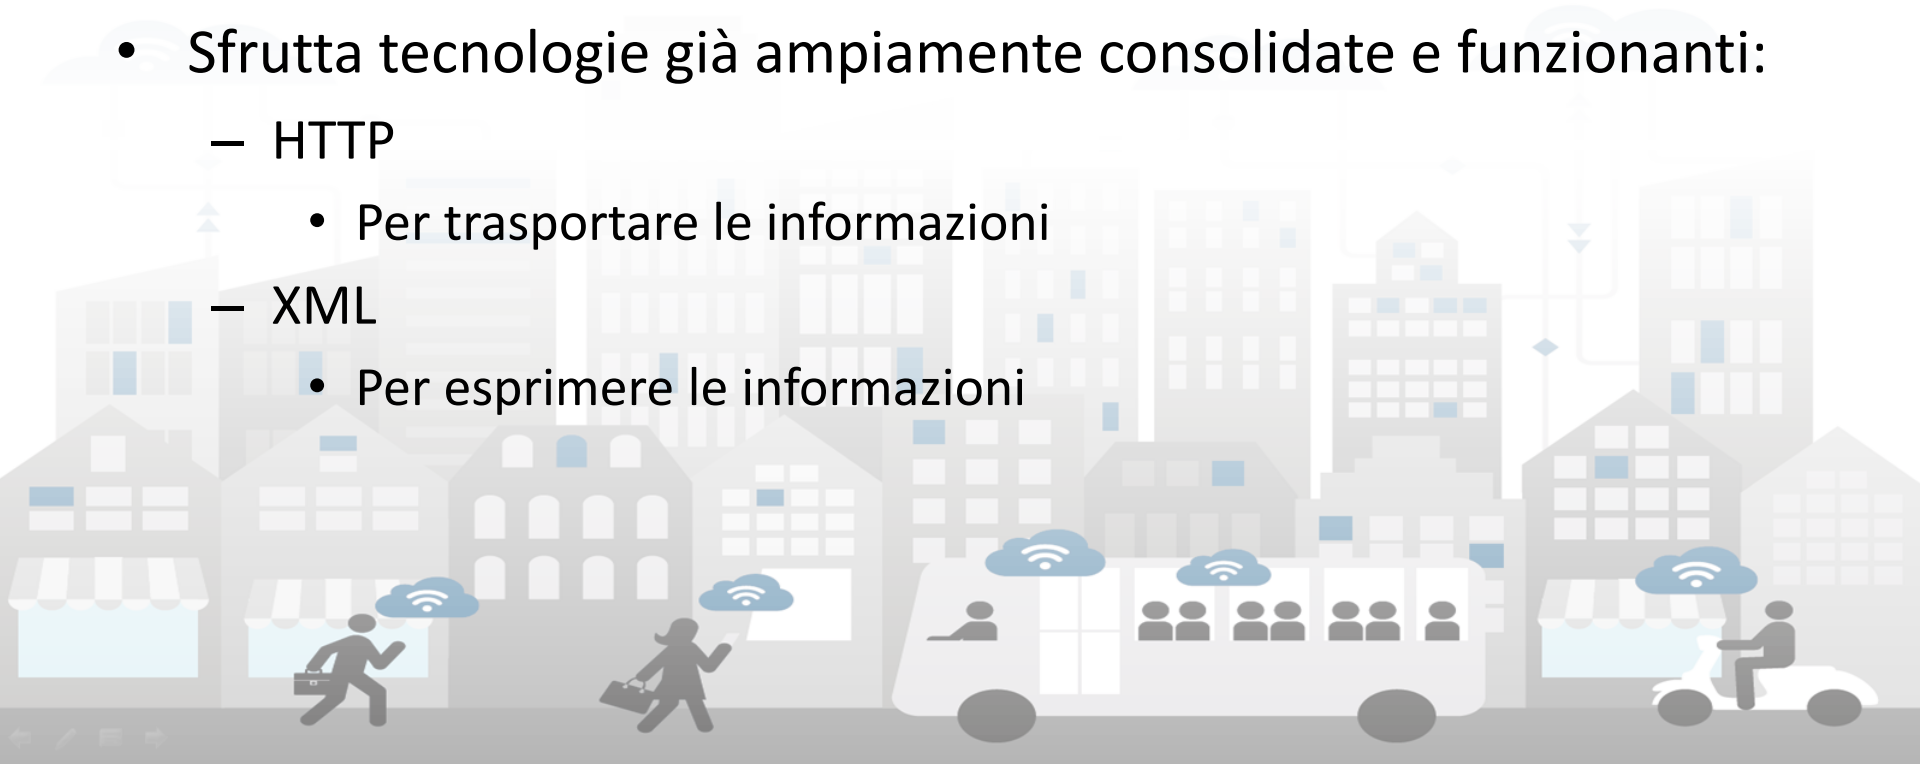 • Sfrutta tecnologie già ampiamente consolidate e funzionanti:
– HTTP
• Per trasportare le informazioni
– XML
• Per esprimere le informazioni